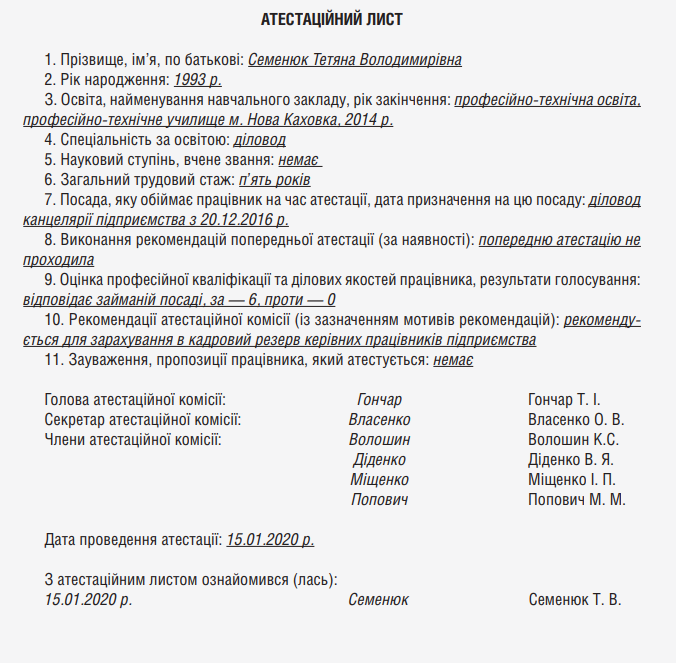 АТЕСТАЦІЙНИЙ ЛИСТ
1. Прізвище, ім’я, по батькові: Семенюк Тетяна Володимирівна
2. Рік народження: 1993 р.
3. Освіта, найменування навчального закладу, рік закінчення: професійно-технічна освіта,
професійно-технічне училище м. Нова Каховка, 2014 р.
4. Спеціальність за освітою: діловод
5. Науковий ступінь, вчене звання: немає
6. Загальний трудовий стаж: п’ять років
7. Посада, яку обіймає працівник на час атестації, дата призначення на цю посаду: діловод
канцелярії підприємства з 20.12.2016 р.
8. Виконання рекомендацій попередньої атестації (за наявності): попередню атестацію не
проходила
9. Оцінка професійної кваліфікації та ділових якостей працівника, результати голосування:
відповідає займаній посаді, за — 6, проти — 0
10. Рекомендації атестаційної комісії (із зазначенням мотивів рекомендацій): рекоменду-
ється для зарахування в кадровий резерв керівних працівників підприємства
11. Зауваження, пропозиції працівника, який атестується: немає
Голова атестаційної комісії: Гончар Гончар Т. І.
Секретар атестаційної комісії: Власенко Власенко О. В.
Члени атестаційної комісії: Волошин Волошин К.С.
Діденко Діденко В. Я.
Міщенко Міщенко І. П.
Попович Попович М. М.
Дата проведення атестації: 15.01.2020 р.
З атестаційним листом ознайомився (лась):
15.01.2020 р. Семенюк Семенюк Т. В.